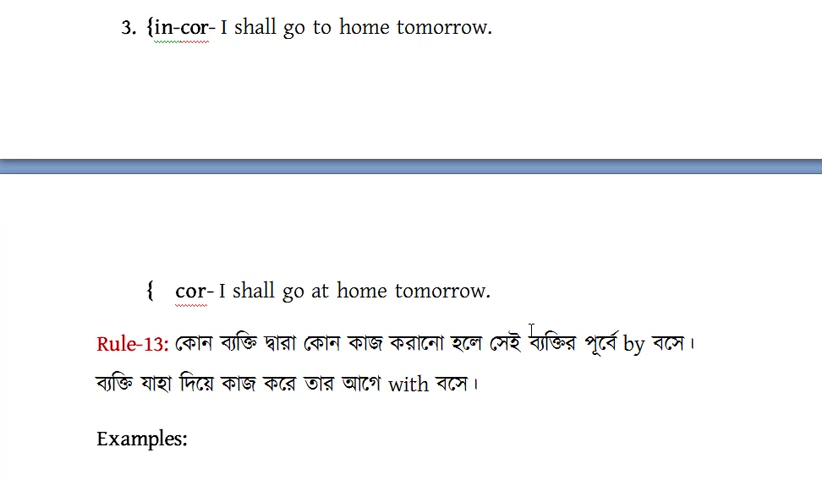 3. {in-cor- I shall go to home tomorrow.
{ cor- I shall go at home tomorrow.
Rule-13: কোন ব্যক্তি দ্বারা কোন কাজ করানো হলে সেই ব্যক্তির পূর্বে by বসে।
ব্যক্তি যাহা দিয়ে কাজ করে তার আগে with বসে।
Examples: